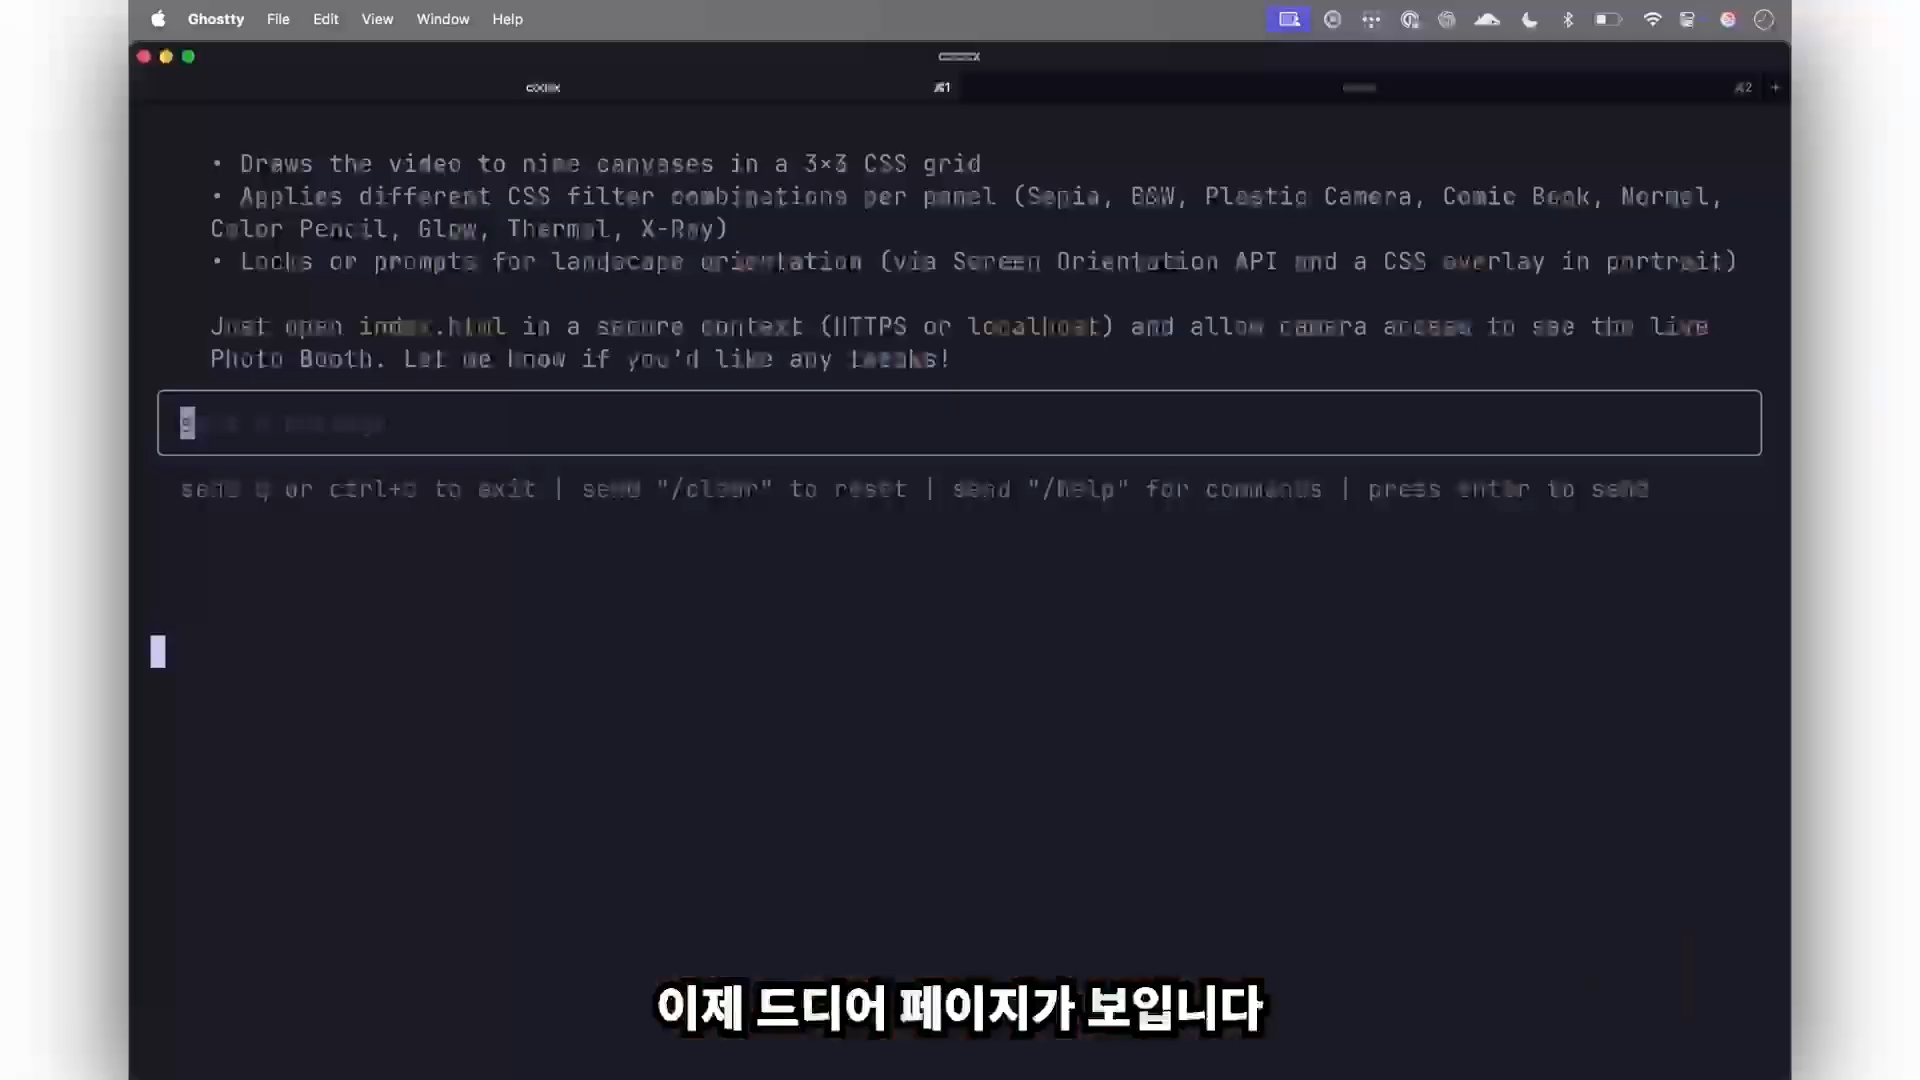 Ghostty File Edit View Window Help
codex
codex ⌘1 ⌘2 +
• Draws the video to nine canvases in a 3×3 CSS grid
• Applies different CSS filter combinations per panel (Sepia, B&W, Plastic Camera, Comic Book, Normal,
Color Pencil, Glow, Thermal, X-Ray)
• Locks or prompts for landscape orientation (via Screen Orientation API and a CSS overlay in portrait)
Just open index.html in a secure context (HTTPS or localhost) and allow camera access to see the live
Photo Booth. Let me know if you'd like any tweaks!
send q or ctrl+c to exit | send "/clear" to reset | send "/help" for commands | press enter to send
이제 드디어 페이지가 보입니다